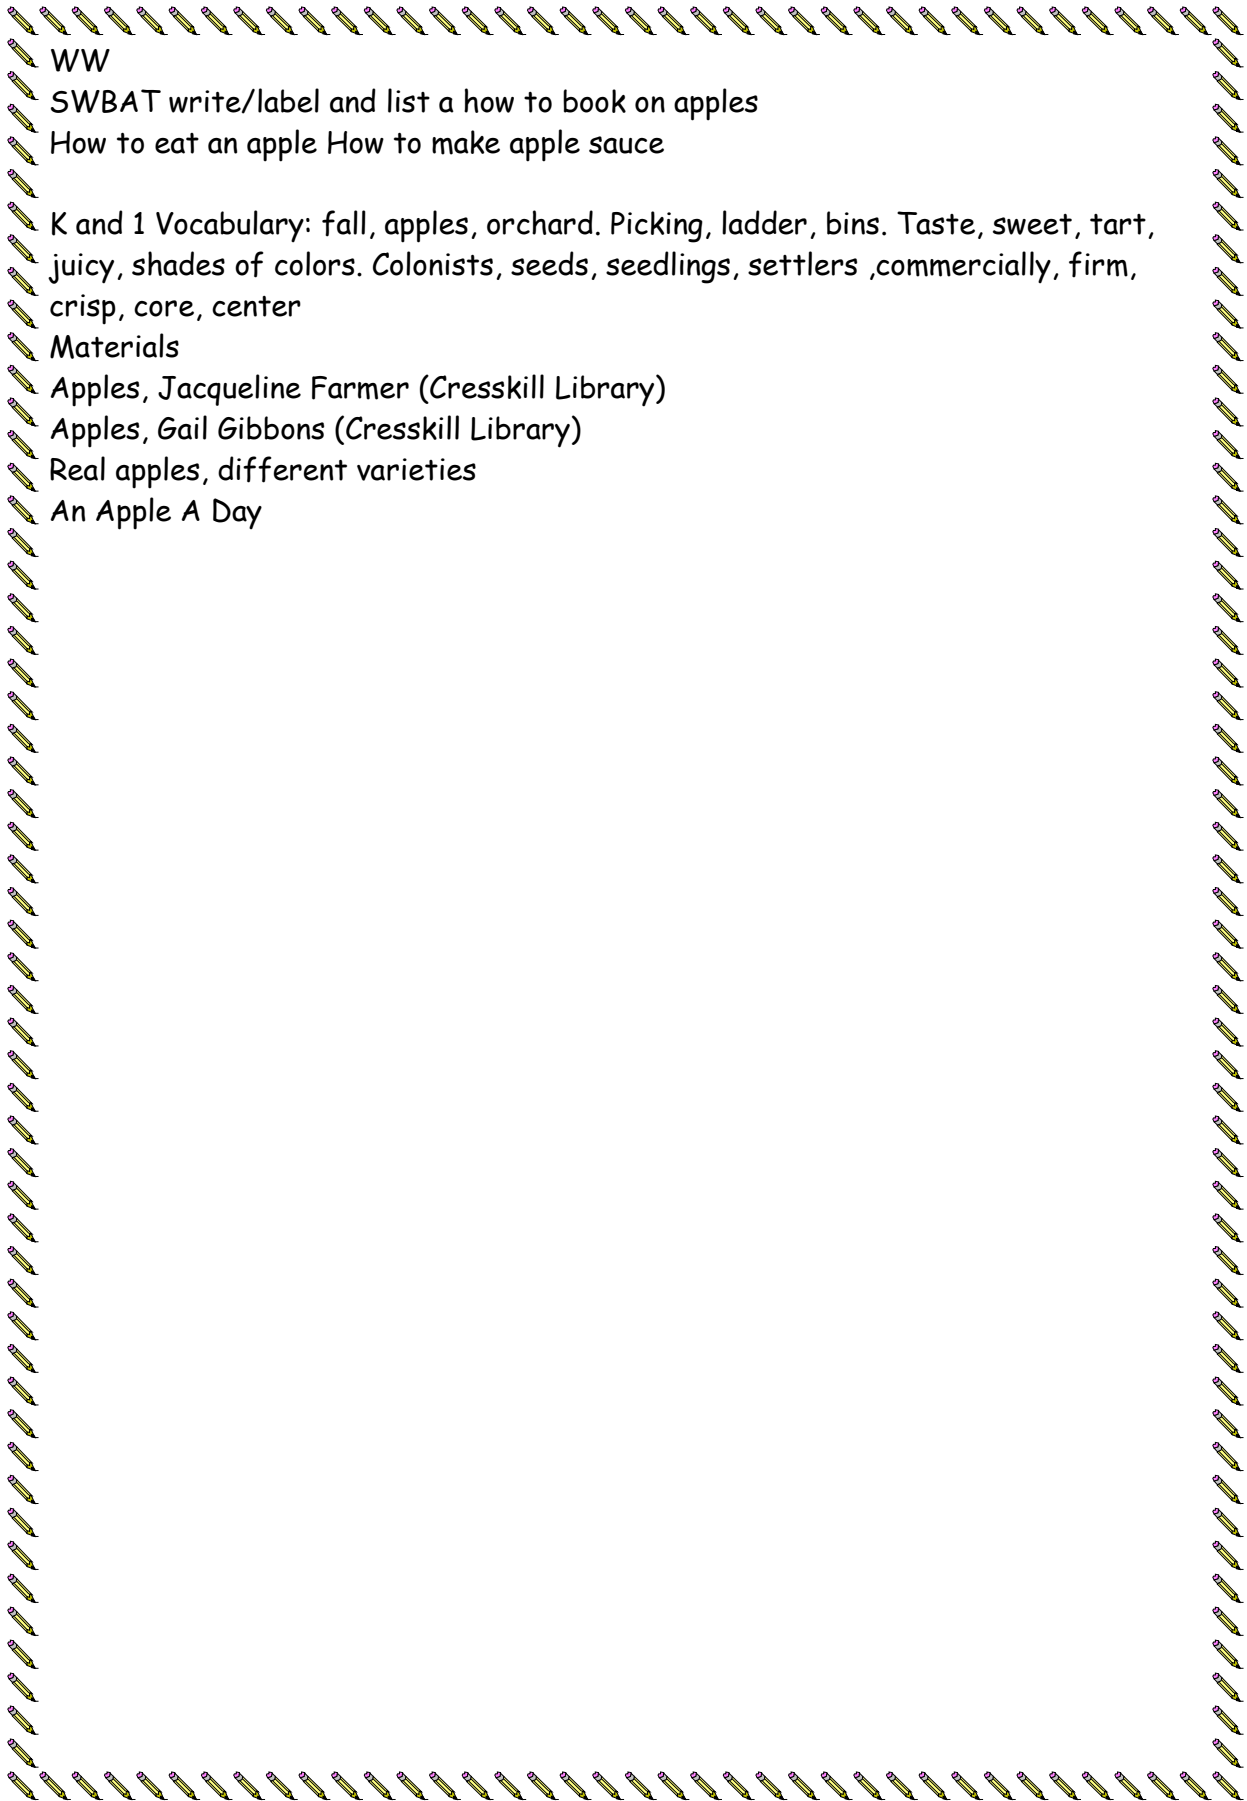 WW
SWBAT write/label and list a how to book on apples
How to eat an apple How to make apple sauce
K and 1 Vocabulary: fall, apples, orchard. Picking, ladder, bins. Taste, sweet, tart,
juicy, shades of colors. Colonists, seeds, seedlings, settlers ,commercially, firm,
crisp, core, center
Materials
Apples, Jacqueline Farmer (Cresskill Library)
Apples, Gail Gibbons (Cresskill Library)
Real apples, different varieties
An Apple A Day